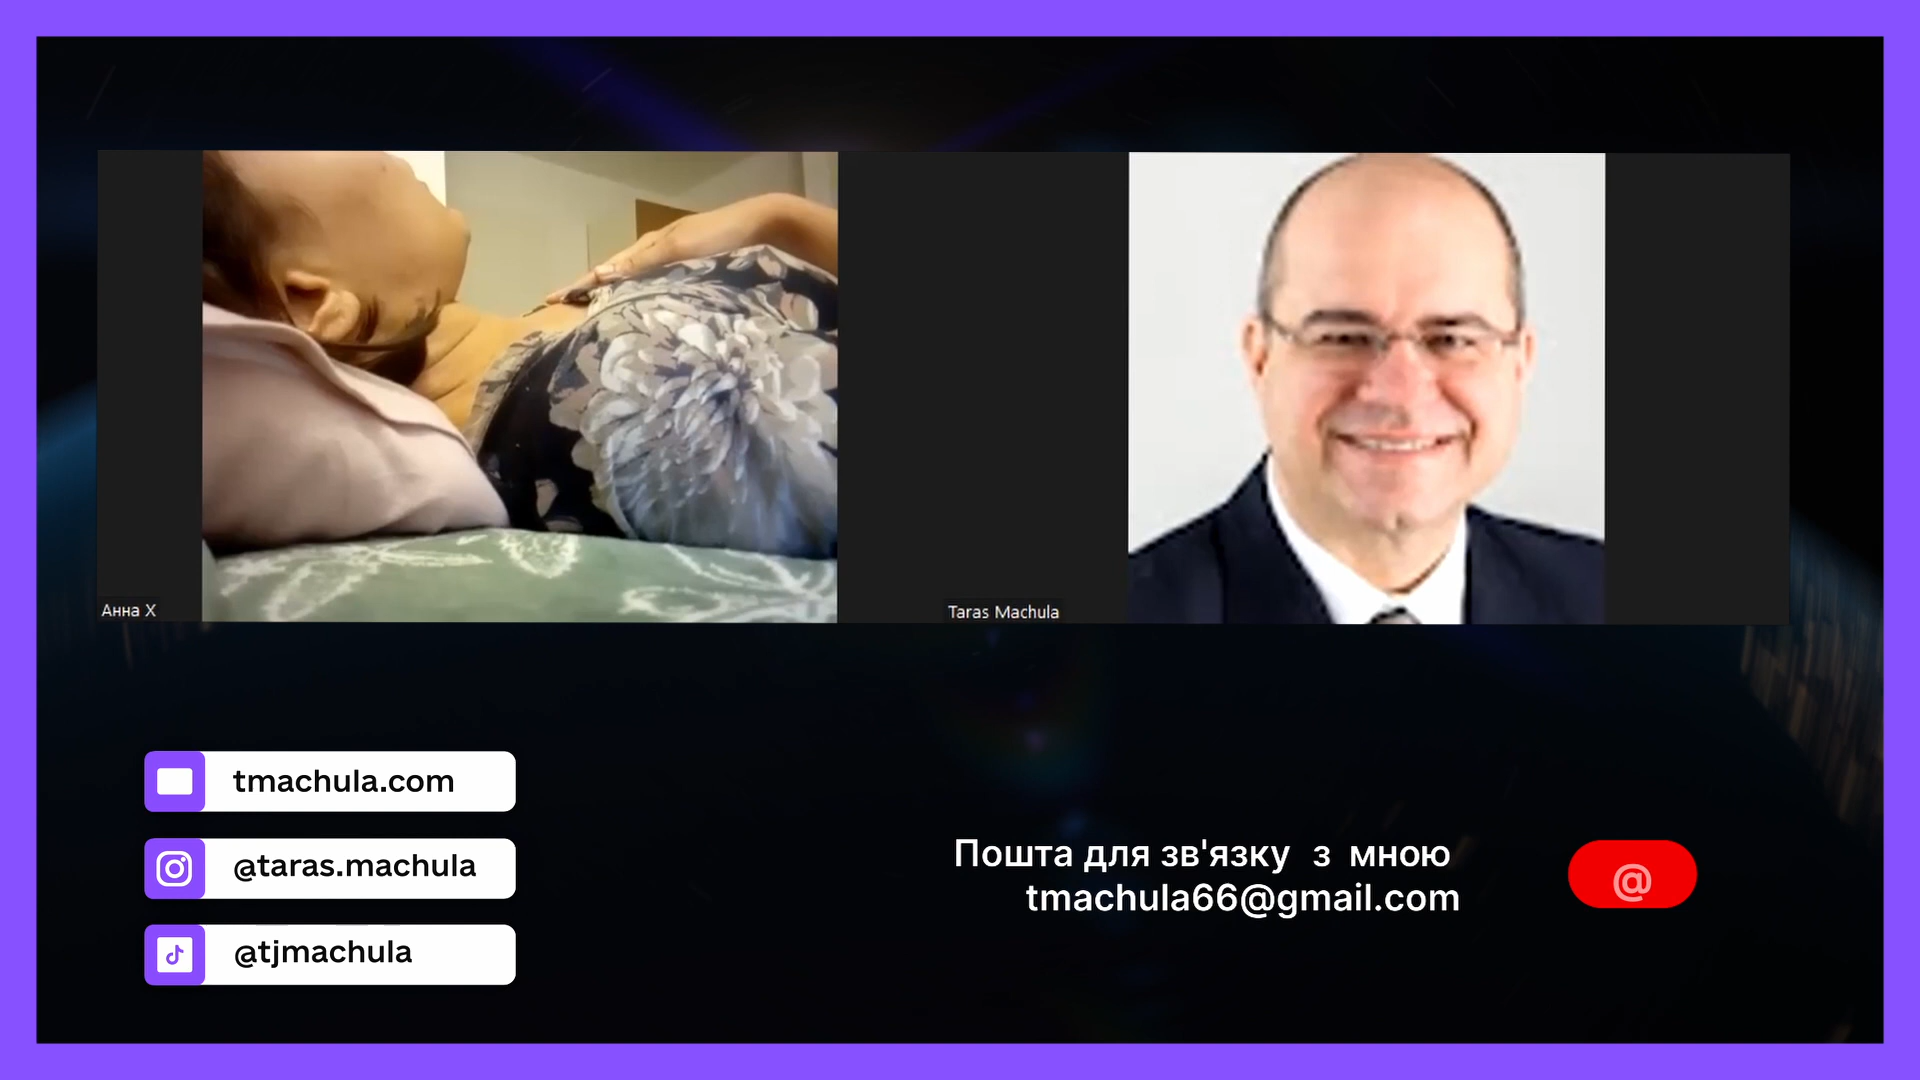 Анна Х
Taras Machula
tmachula.com
@taras.machula
@tjmachula
Пошта для зв'язку з мною
tmachula66@gmail.com
@